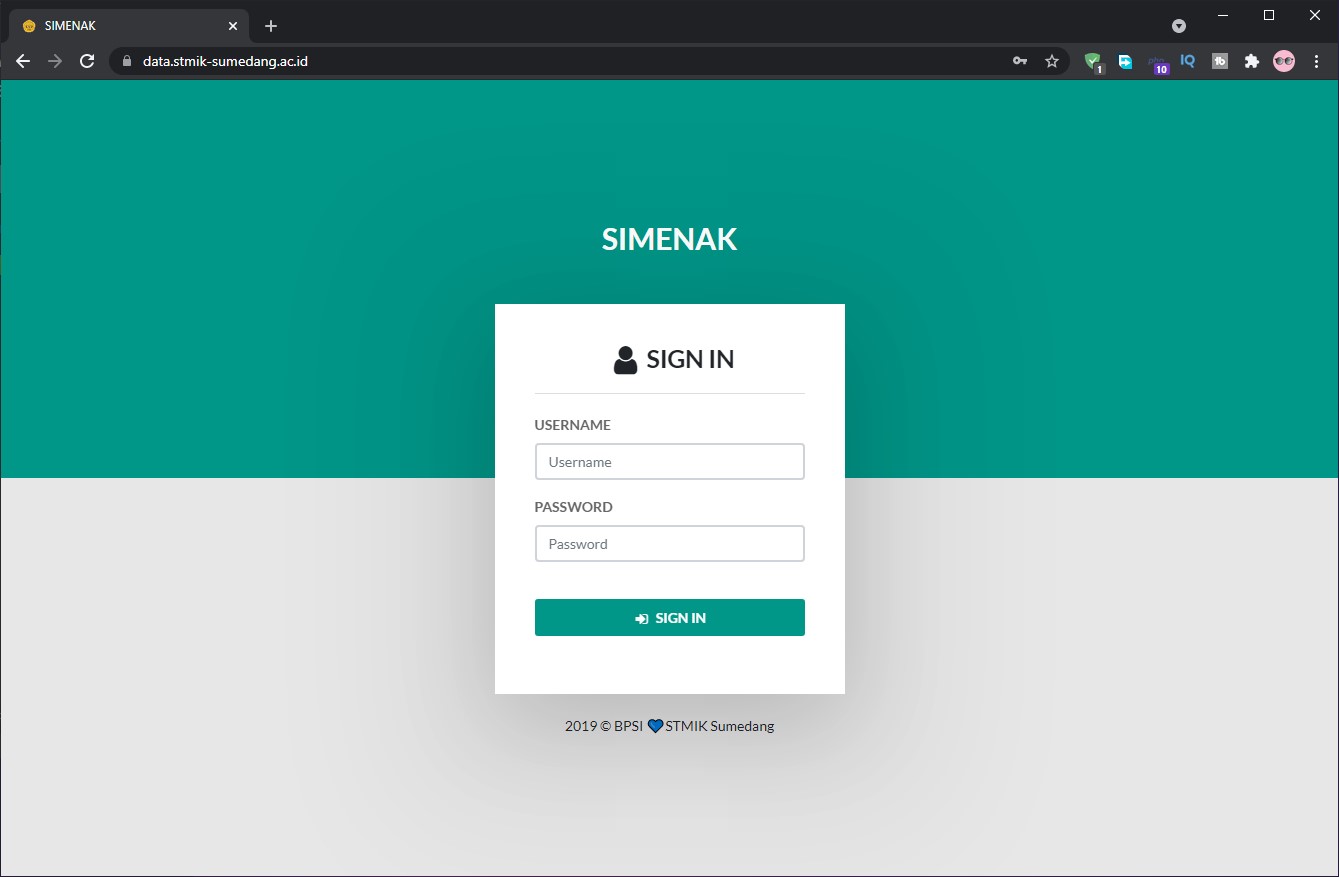 SIMENAK
data.stmik-sumedang.ac.id
1
10
IQ
tb
SIMENAK
SIGN IN
USERNAME
Username
PASSWORD
Password
SIGN IN
2019 © BPSI 💙STMIK Sumedang